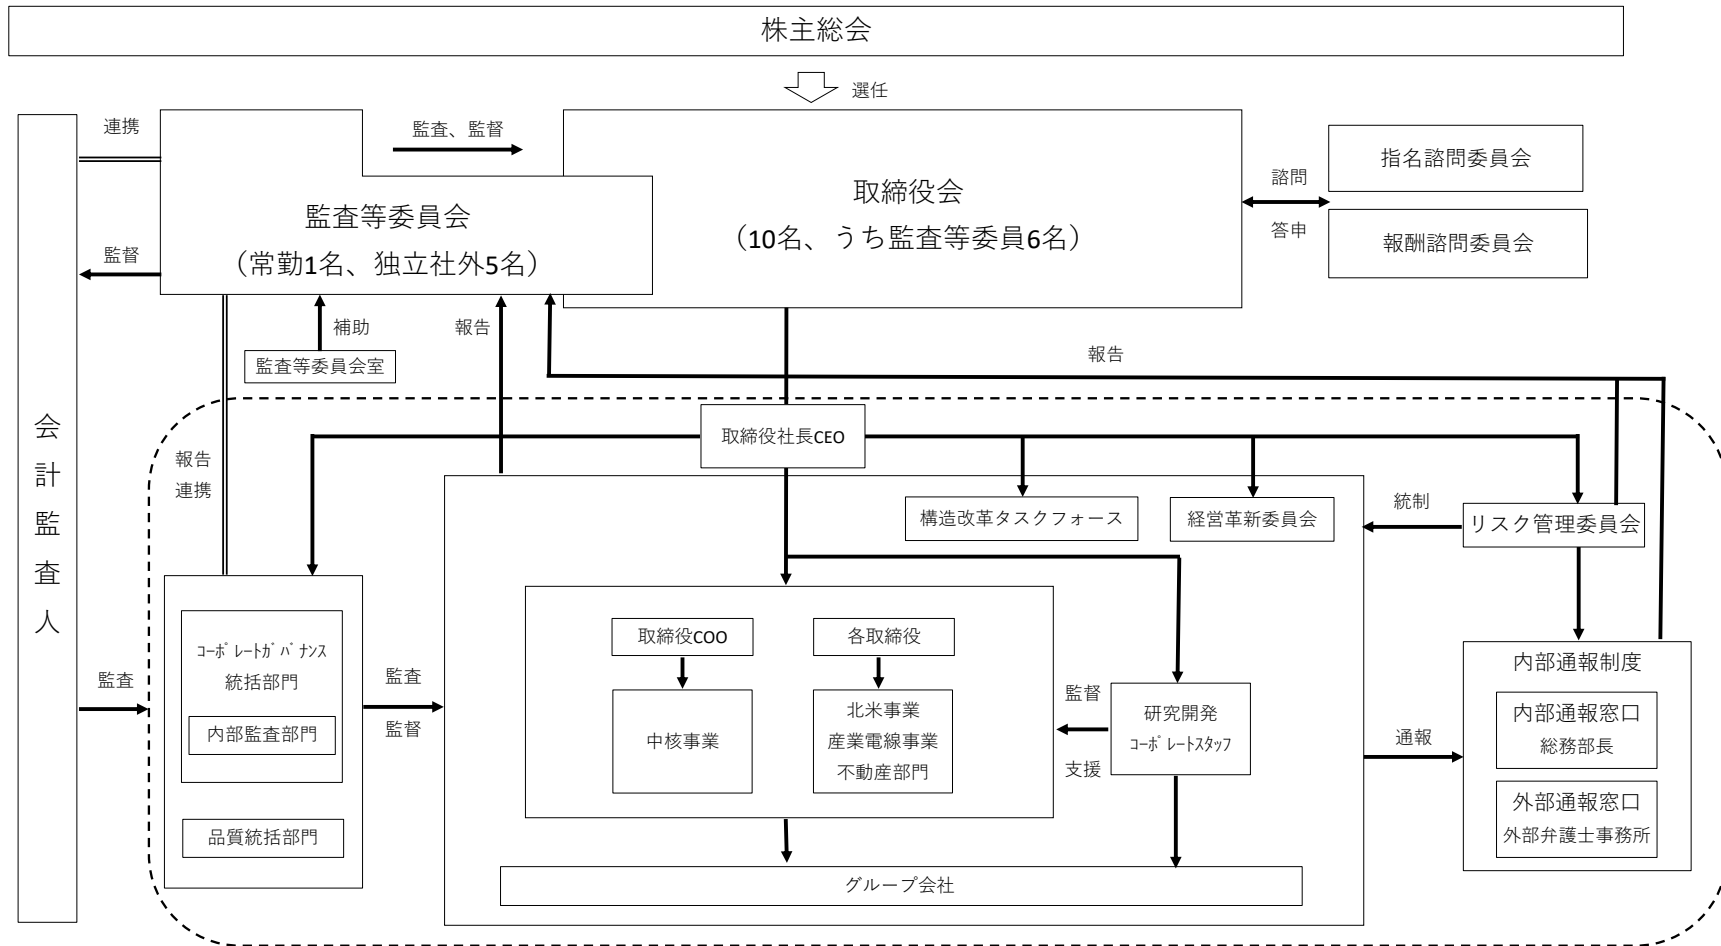 株主総会
選任
連携
監査、監督
監査等委員会
（常勤1名、独立社外5名）
取締役会
（10名、うち監査等委員6名）
諮問
答申
指名諮問委員会
報酬諮問委員会
監督
補助
報告
監査等委員会室
報告
会計監査人
取締役社長CEO
報告
連携
構造改革タスクフォース
経営革新委員会
統制
リスク管理委員会
コーポレートガバナンス
統括部門
内部監査部門
品質統括部門
監査
監査
監督
取締役COO
各取締役
中核事業
北米事業
産業電線事業
不動産部門
監督
支援
研究開発
コーポレートスタッフ
通報
内部通報制度
内部通報窓口
総務部長
外部通報窓口
外部弁護士事務所
グループ会社